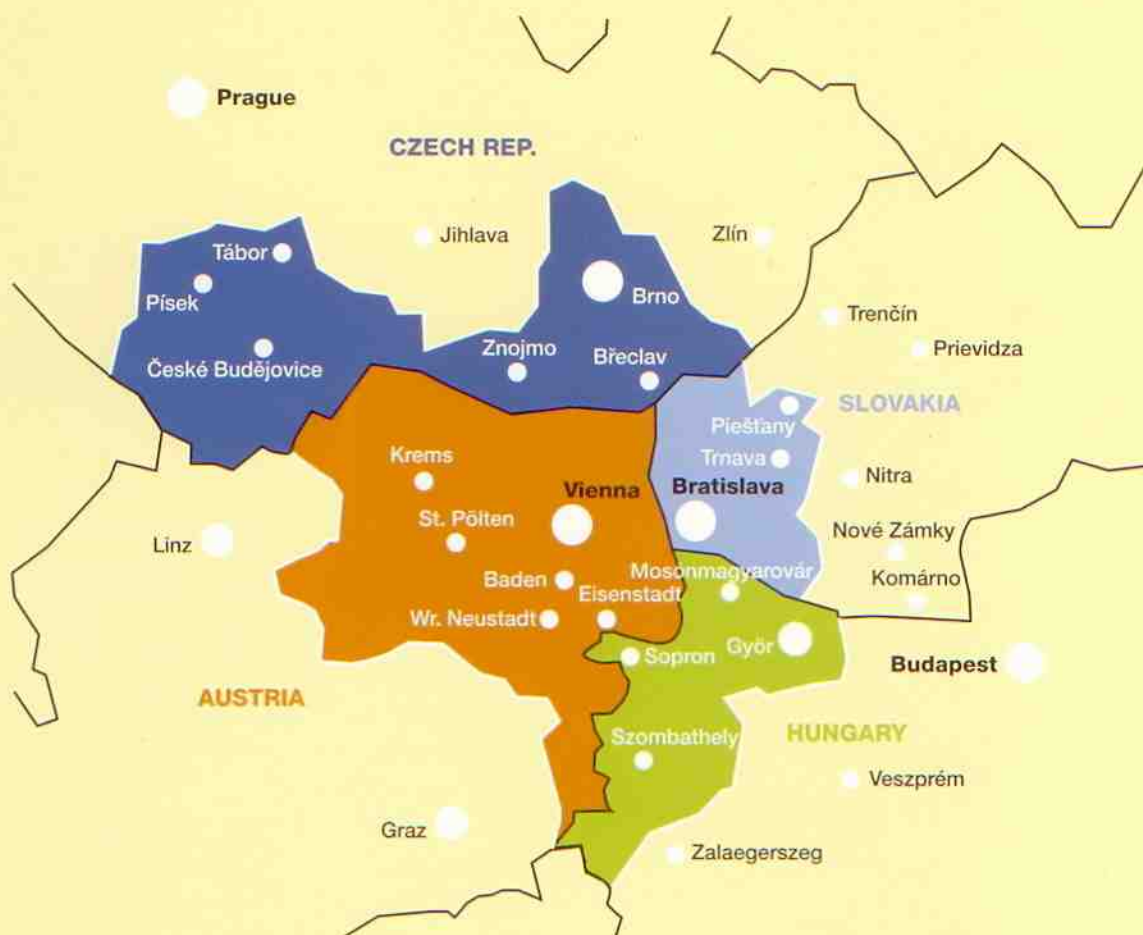 Prague
CZECH REP.
Tábor
Jihlava
Zlín
Písek
Brno
Trenčín
Znojmo
Břeclav
Prievidza
České Budějovice
SLOVAKIA
Piešťany
Krems
Trnava
Nitra
Vienna
Bratislava
St. Pölten
Nové Zámky
Linz
Mosonmagyarovár
Komárno
Baden
Eisenstadt
Wr. Neustadt
Györ
Sopron
Budapest
AUSTRIA
HUNGARY
Szombathely
Veszprém
Graz
Zalaegerszeg